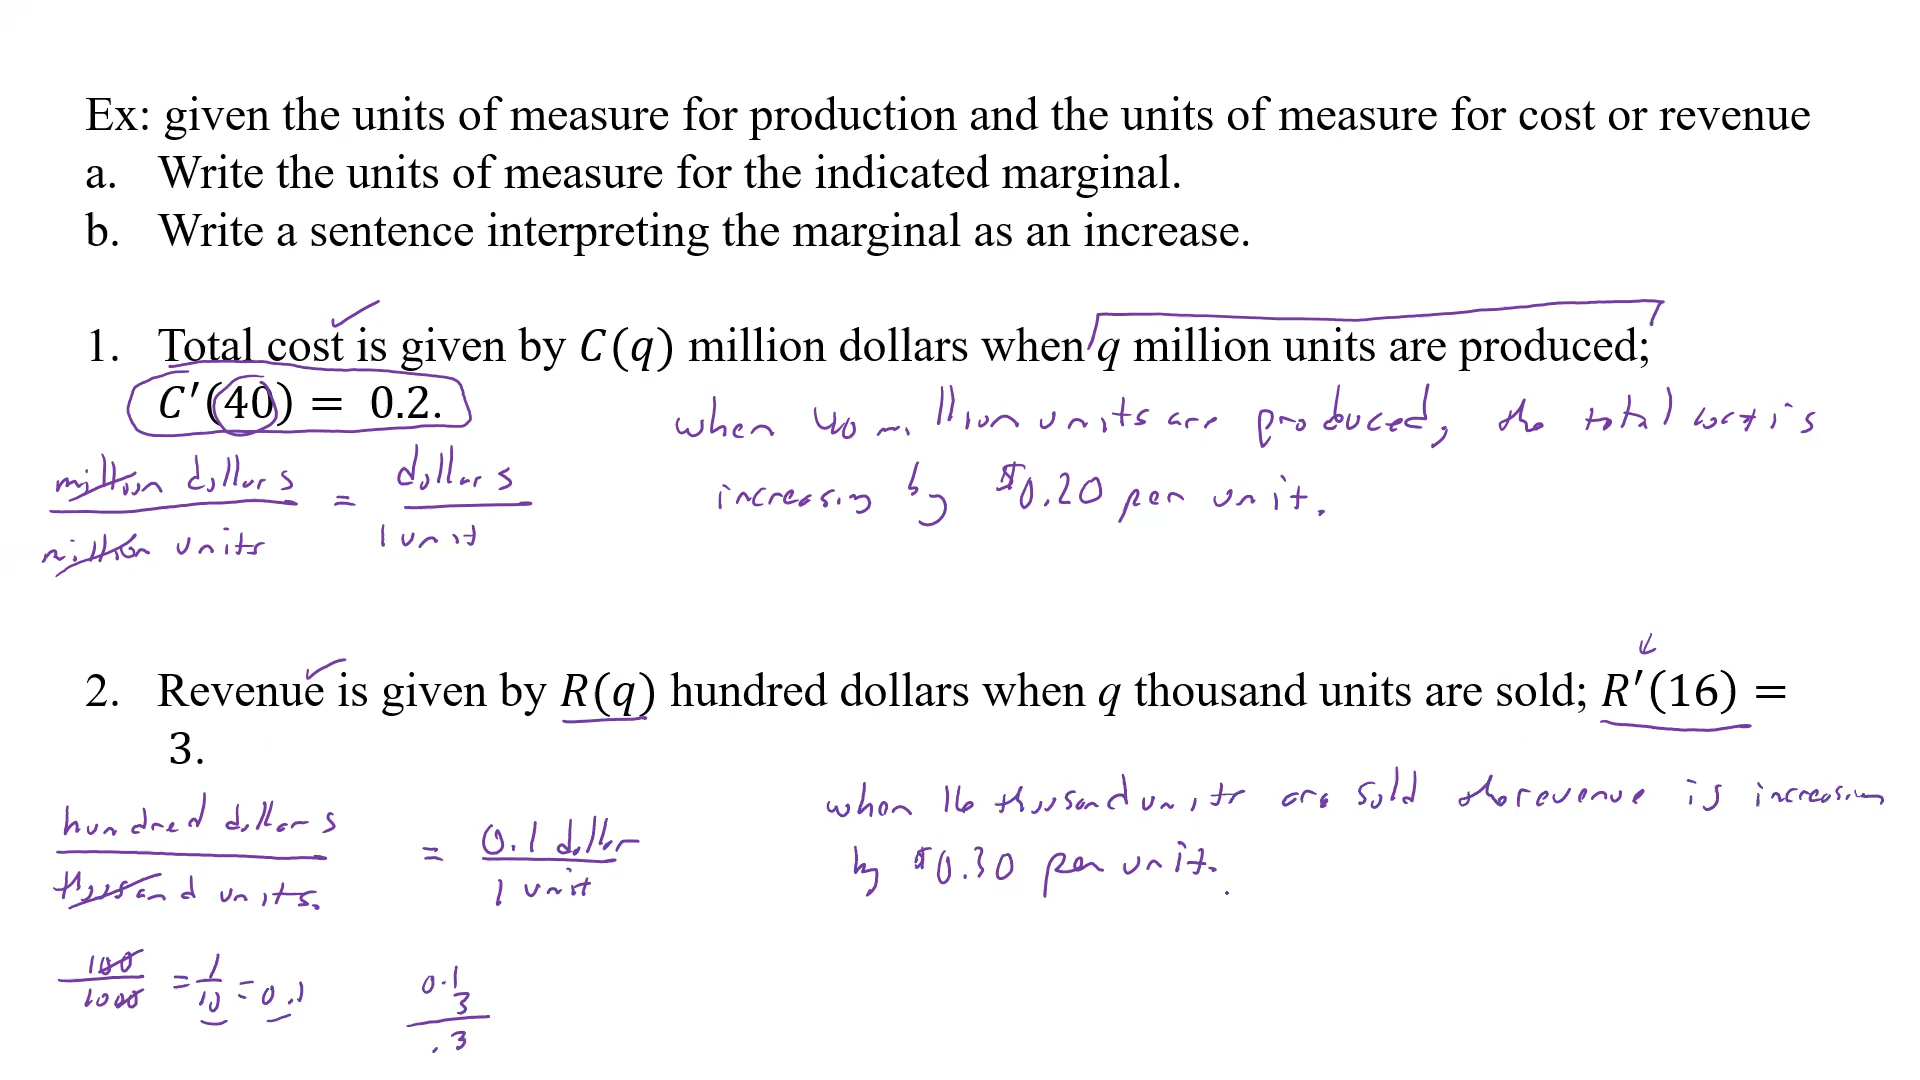 Ex: given the units of measure for production and the units of measure for cost or revenue
a. Write the units of measure for the indicated marginal.
b. Write a sentence interpreting the marginal as an increase.
1. Total cost is given by C(q) million dollars when q million units are produced;
C′(40) = 0.2.
when 40 million units are produced, the total cost is
increasing by $0.20 per unit.
million dollars
million units
=
dollars
1 unit
2. Revenue is given by R(q) hundred dollars when q thousand units are sold; R′(16) =
3.
when 16 thousand units are sold the revenue is increasing
by $0.30 per unit.
hundred dollars
thousand units.
=
0.1 dollar
1 unit
100
1000
= 1
10
= 0.1
0.1
3
.3